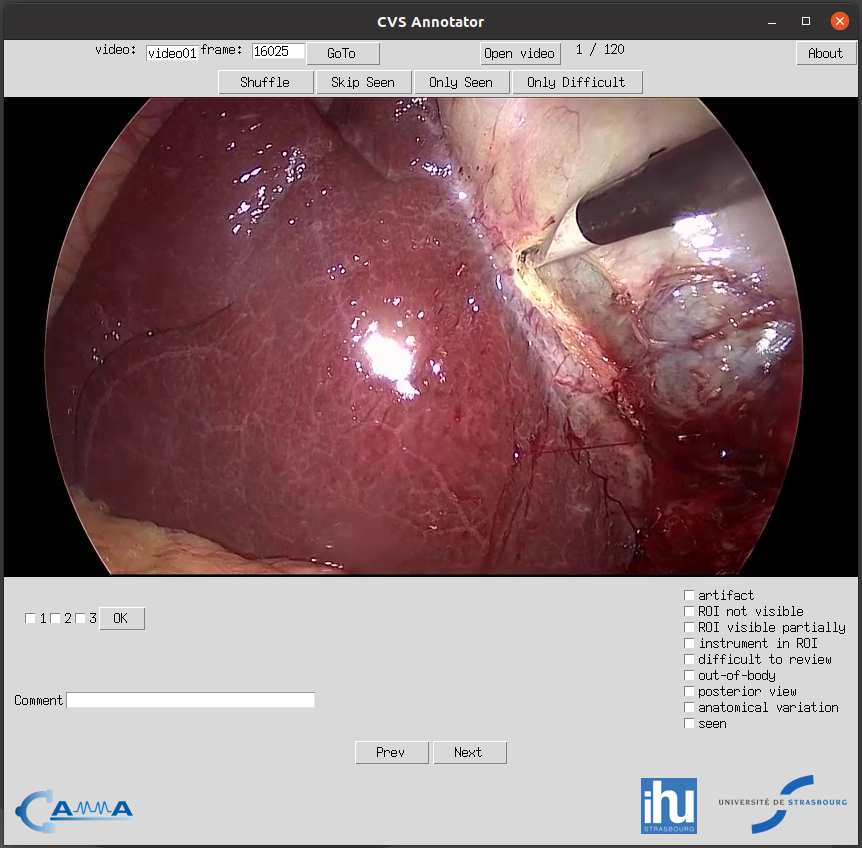 CVS Annotator
video: video01 frame: 16025 GoTo Open video 1 / 120 About
Shuffle Skip Seen Only Seen Only Difficult
artifact
ROI not visible
ROI visible partially
instrument in ROI
difficult to review
out-of-body
posterior view
anatomical variation
seen
1 2 3 OK
Comment
Prev Next
CAMMA
ihu
STRASBOURG
UNIVERSITÉ DE STRASBOURG